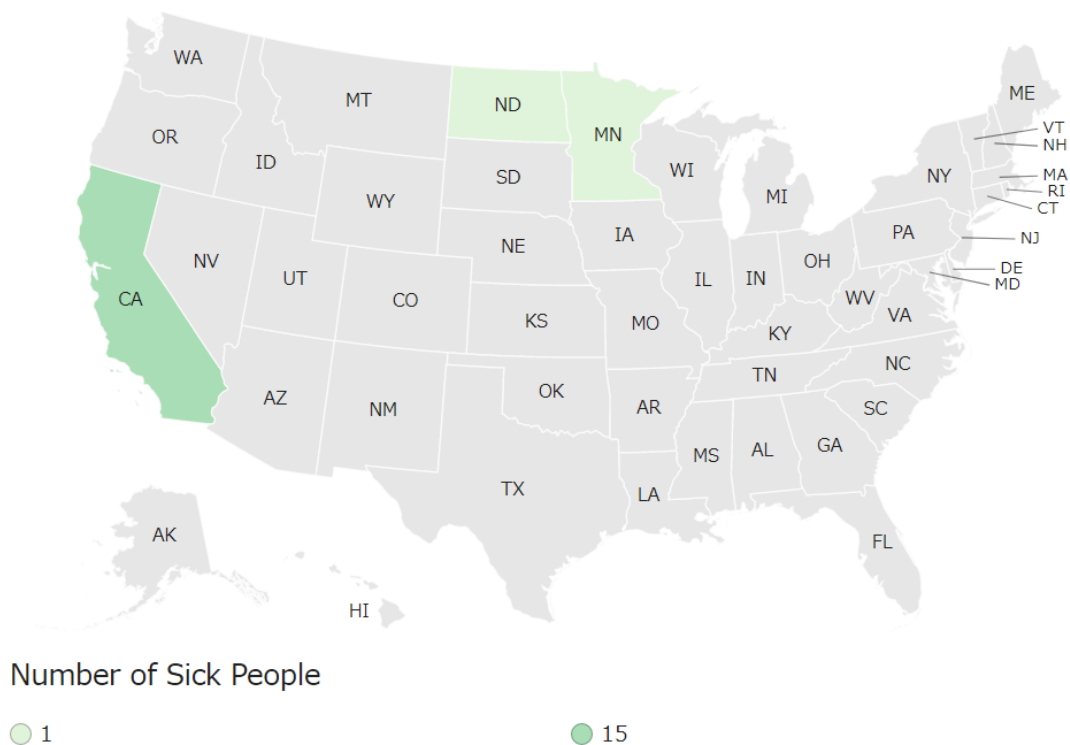 WA
MT
ND
MN
ME
OR
ID
SD
WI
VT
NH
WY
MI
NY
MA
RI
CT
IA
NE
PA
NJ
NV
UT
CO
IL
IN
OH
DE
MD
CA
KS
MO
WV
VA
KY
AZ
NM
OK
AR
TN
NC
SC
MS
AL
GA
TX
LA
AK
FL
HI
Number of Sick People
1
15